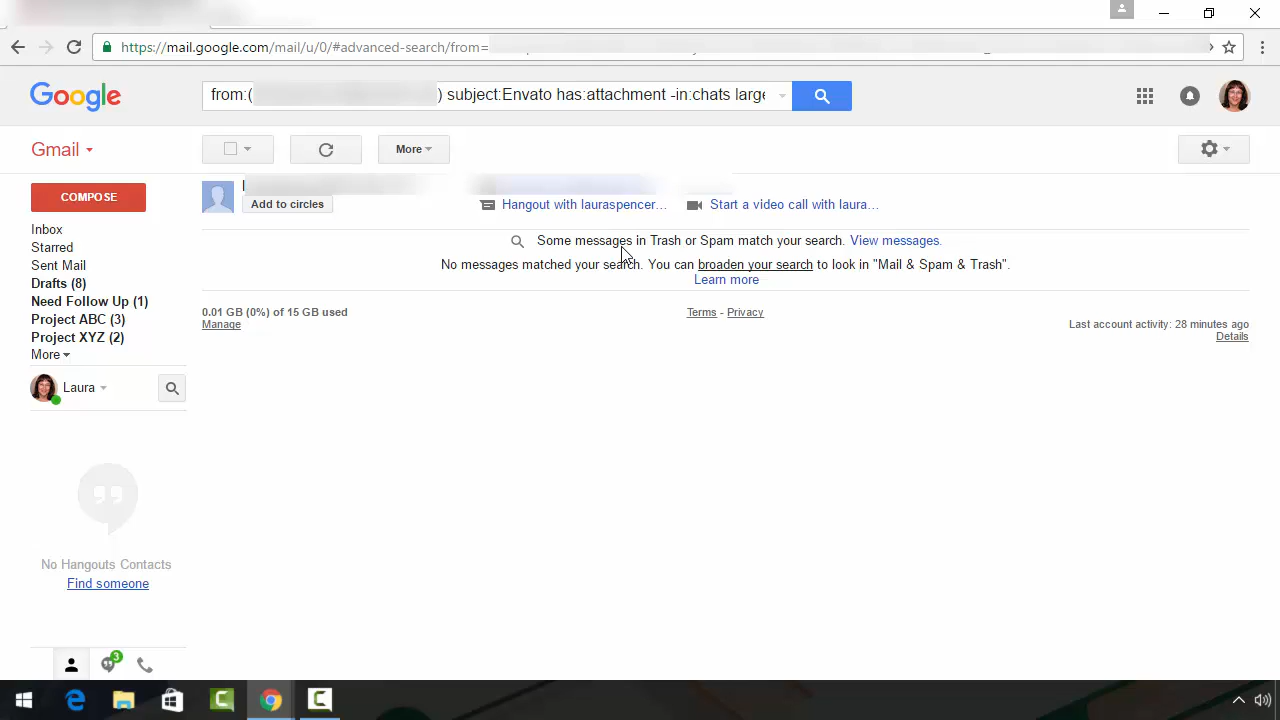 https://mail.google.com/mail/u/0/#advanced-search/from=
Google
from:( ) subject:Envato has:attachment -in:chats large
Gmail
More
COMPOSE
Add to circles
Hangout with lauraspencer...
Start a video call with laura...
Inbox
Starred
Sent Mail
Drafts (8)
Need Follow Up (1)
Project ABC (3)
Project XYZ (2)
More
Some messages in Trash or Spam match your search. View messages.
No messages matched your search. You can broaden your search to look in "Mail & Spam & Trash".
Learn more
0.01 GB (0%) of 15 GB used
Manage
Terms - Privacy
Last account activity: 28 minutes ago
Details
Laura
No Hangouts Contacts
Find someone
3